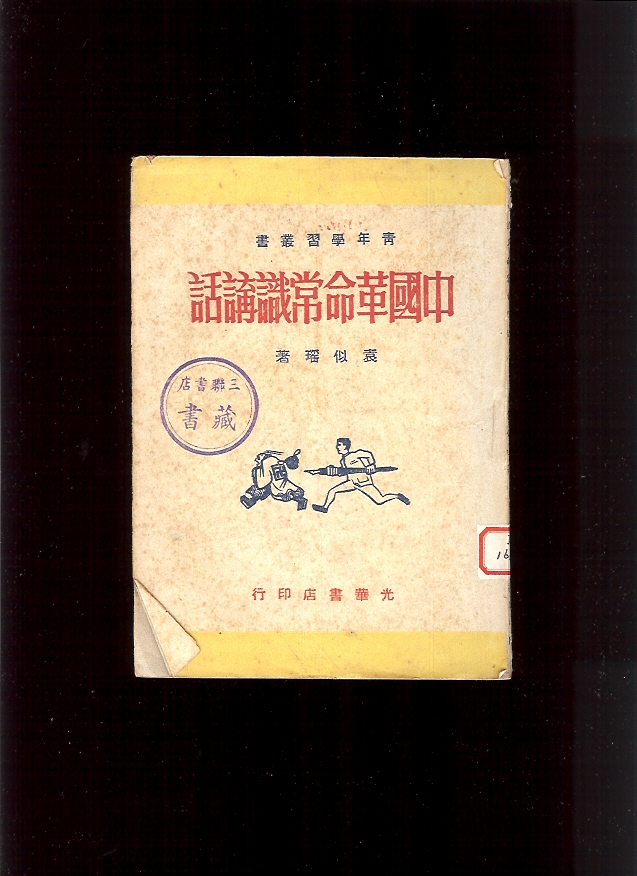 青年學習叢書
中國革命常識講話
袁似瑶著
三聯書店
藏書
16
光華書店印行